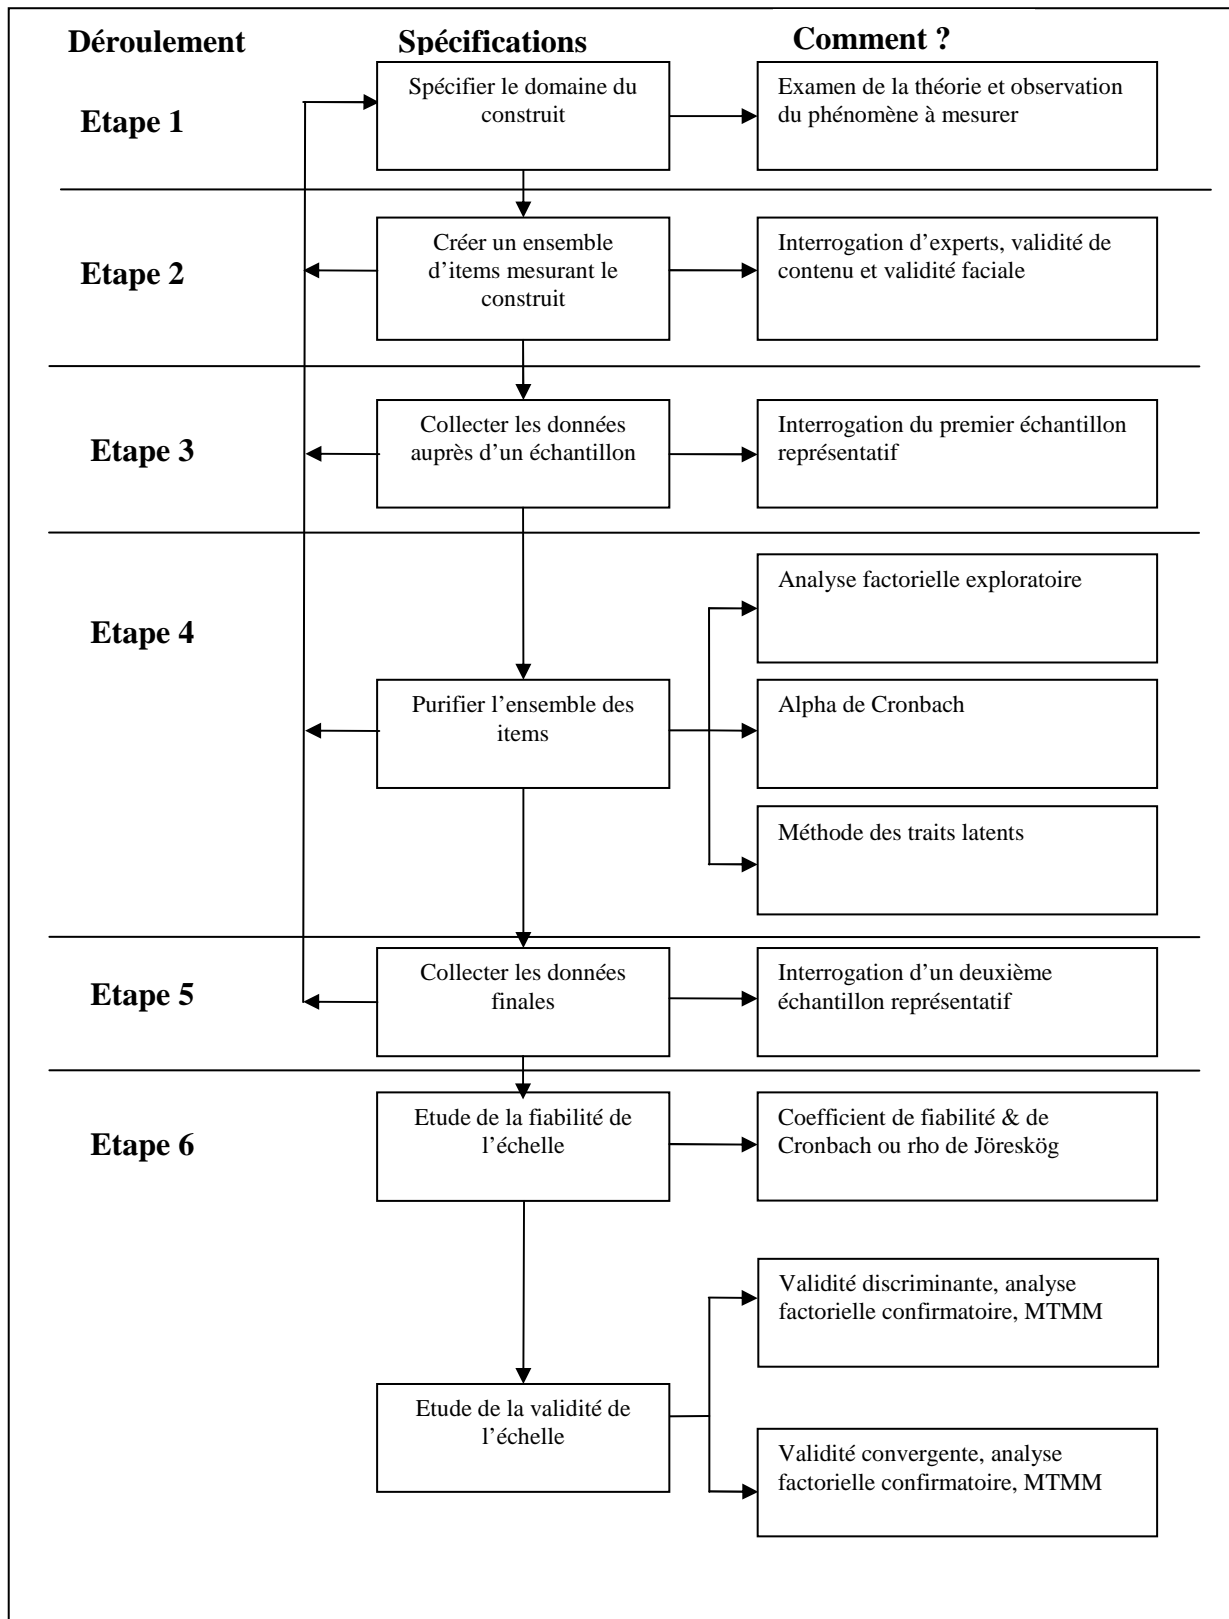 Déroulement
Spécifications
Comment ?
Etape 1
Spécifier le domaine du
construit
Examen de la théorie et observation
du phénomène à mesurer
Etape 2
Créer un ensemble
d’items mesurant le
construit
Interrogation d’experts, validité de
contenu et validité faciale
Etape 3
Collecter les données
auprès d’un échantillon
Interrogation du premier échantillon
représentatif
Etape 4
Purifier l’ensemble des
items
Analyse factorielle exploratoire
Alpha de Cronbach
Méthode des traits latents
Etape 5
Collecter les données
finales
Interrogation d’un deuxième
échantillon représentatif
Etape 6
Etude de la fiabilité de
l’échelle
Coefficient de fiabilité & de
Cronbach ou rho de Jöreskög
Etude de la validité de
l’échelle
Validité discriminante, analyse
factorielle confirmatoire, MTMM
Validité convergente, analyse
factorielle confirmatoire, MTMM